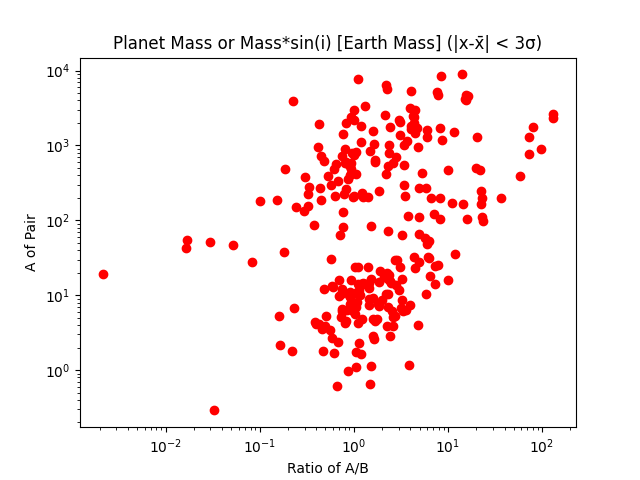 Planet Mass or Mass*sin(i) [Earth Mass] (|x-x̄| < 3σ)
A of Pair
10⁴
10³
10²
10¹
10⁰
10⁻² 10⁻¹ 10⁰ 10¹ 10²
Ratio of A/B